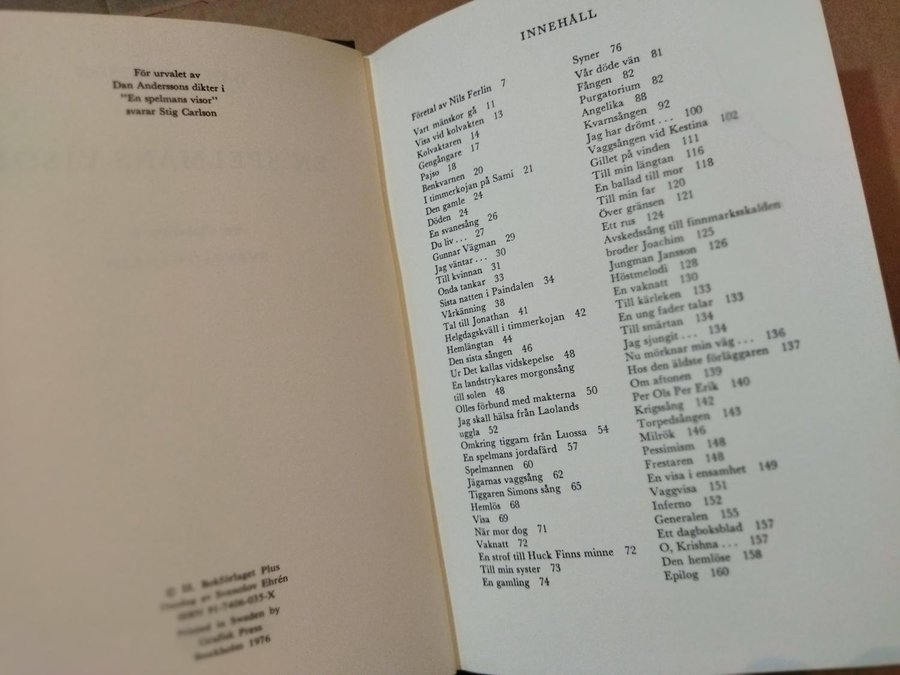 För urvalet av
Dan Anderssons dikter i
"En spelmans visor"
svarar Stig Carlson
© Ill. Bokförlaget Plus
Omslag av Svenolov Ehrén
ISBN 91-7406-035-X
Printed in Sweden by
Grafisk Press
Stockholm 1976
INNEHÅLL
Företal av Nils Ferlin 7
Vart mänskor gå 11
Visa vid kolvakten 13
Kolvaktaren 14
Gengångare 17
Pajso 18
Benkvarnen 20
I timmerkojan på Sami 21
Den gamle 24
Döden 24
En svanesång 26
Du liv... 27
Gunnar Vägman 29
Jag väntar... 30
Till kvinnan 31
Onda tankar 33
Sista natten i Paindalen 34
Vårkänning 38
Tal till Jonathan 41
Helgdagskväll i timmerkojan 42
Hemlängtan 44
Den sista sången 46
Ur Det kallas vidskepelse 48
En landstrykares morgonsång
till solen 48
Olles förbund med makterna 50
Jag skall hälsa från Laolands
uggla 52
Omkring tiggarn från Luossa 54
En spelmans jordafärd 57
Spelmannen 60
Jägarnas vaggsång 62
Tiggaren Simons sång 65
Hemlös 68
Visa 69
När mor dog 71
Vaknatt 72
En strof till Huck Finns minne 72
Till min syster 73
En gamling 74
Syner 76
Vår döde vän 81
Fången 82
Purgatorium 82
Angelika 88
Kvarnsången 92
Jag har drömt... 100
Vaggsången vid Kestina 102
Gillet på vinden 111
Till min längtan 116
En ballad till mor 118
Till min far 120
Över gränsen 121
Ett rus 124
Avskedssång till finnmarksskalden
broder Joachim 125
Jungman Jansson 126
Höstmelodi 128
En vaknatt 130
Till kärleken 133
En ung fader talar 133
Till smärtan 134
Jag sjungit... 134
Nu mörknar min väg... 136
Hos den äldste förläggaren 137
Om aftonen 139
Per Ols Per Erik 140
Krigssång 142
Torpedsången 143
Milrök 146
Pessimism 148
Frestaren 148
En visa i ensamhet 149
Vaggvisa 151
Inferno 152
Generalen 155
Ett dagboksblad 157
O, Krishna... 157
Den hemlöse 158
Epilog 160